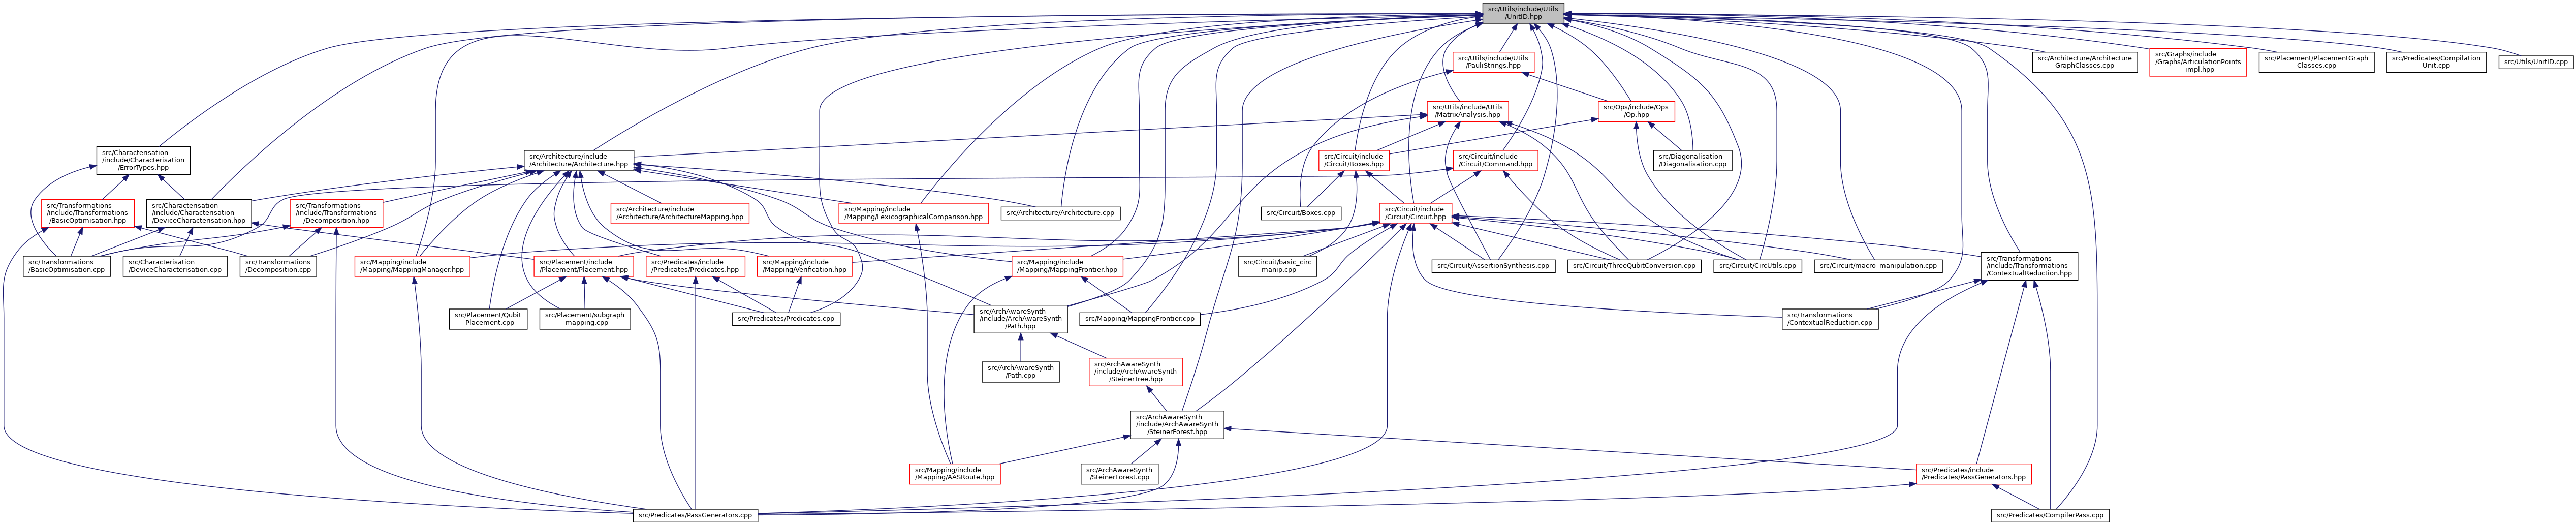 src/Utils/include/Utils
/UnitID.hpp
src/Utils/include/Utils
/PauliStrings.hpp
src/Architecture/Architecture
GraphClasses.cpp
src/Graphs/include
/Graphs/ArticulationPoints
_impl.hpp
src/Placement/PlacementGraph
Classes.cpp
src/Predicates/Compilation
Unit.cpp
src/Utils/UnitID.cpp
src/Utils/include/Utils
/MatrixAnalysis.hpp
src/Ops/include/Ops
/Op.hpp
src/Characterisation
/include/Characterisation
/ErrorTypes.hpp
src/Architecture/include
/Architecture/Architecture.hpp
src/Circuit/include
/Circuit/Boxes.hpp
src/Circuit/include
/Circuit/Command.hpp
src/Diagonalisation
/Diagonalisation.cpp
src/Transformations
/include/Transformations
/BasicOptimisation.hpp
src/Characterisation
/include/Characterisation
/DeviceCharacterisation.hpp
src/Transformations
/include/Transformations
/Decomposition.hpp
src/Architecture/include
/Architecture/ArchitectureMapping.hpp
src/Mapping/include
/Mapping/LexicographicalComparison.hpp
src/Architecture/Architecture.cpp
src/Circuit/Boxes.cpp
src/Circuit/include
/Circuit/Circuit.hpp
src/Transformations
/BasicOptimisation.cpp
src/Characterisation
/DeviceCharacterisation.cpp
src/Transformations
/Decomposition.cpp
src/Mapping/include
/Mapping/MappingManager.hpp
src/Placement/include
/Placement/Placement.hpp
src/Predicates/include
/Predicates/Predicates.hpp
src/Mapping/include
/Mapping/Verification.hpp
src/Mapping/include
/Mapping/MappingFrontier.hpp
src/Circuit/basic_circ
_manip.cpp
src/Circuit/AssertionSynthesis.cpp
src/Circuit/ThreeQubitConversion.cpp
src/Circuit/CircUtils.cpp
src/Circuit/macro_manipulation.cpp
src/Transformations
/include/Transformations
/ContextualReduction.hpp
src/Placement/Qubit
_Placement.cpp
src/Placement/subgraph
_mapping.cpp
src/Predicates/Predicates.cpp
src/ArchAwareSynth
/include/ArchAwareSynth
/Path.hpp
src/Mapping/MappingFrontier.cpp
src/Transformations
/ContextualReduction.cpp
src/ArchAwareSynth
/Path.cpp
src/ArchAwareSynth
/include/ArchAwareSynth
/SteinerTree.hpp
src/ArchAwareSynth
/include/ArchAwareSynth
/SteinerForest.hpp
src/Mapping/include
/Mapping/AASRoute.hpp
src/ArchAwareSynth
/SteinerForest.cpp
src/Predicates/include
/Predicates/PassGenerators.hpp
src/Predicates/PassGenerators.cpp
src/Predicates/CompilerPass.cpp